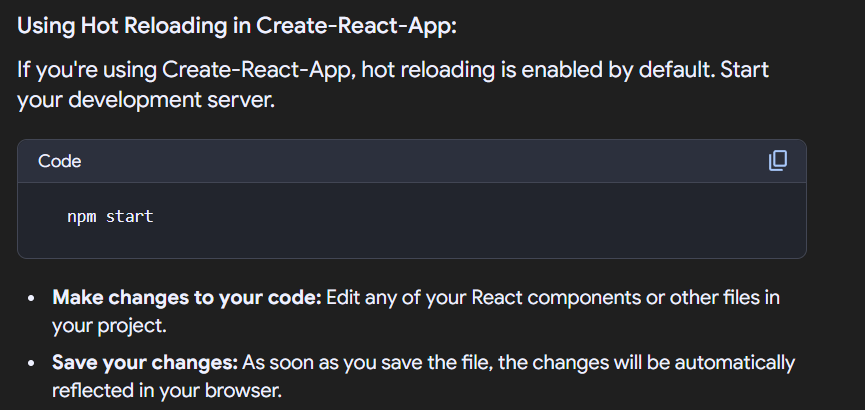 Using Hot Reloading in Create-React-App:
If you're using Create-React-App, hot reloading is enabled by default. Start
your development server.
Code
npm start
• Make changes to your code: Edit any of your React components or other files in
your project.
• Save your changes: As soon as you save the file, the changes will be automatically
reflected in your browser.